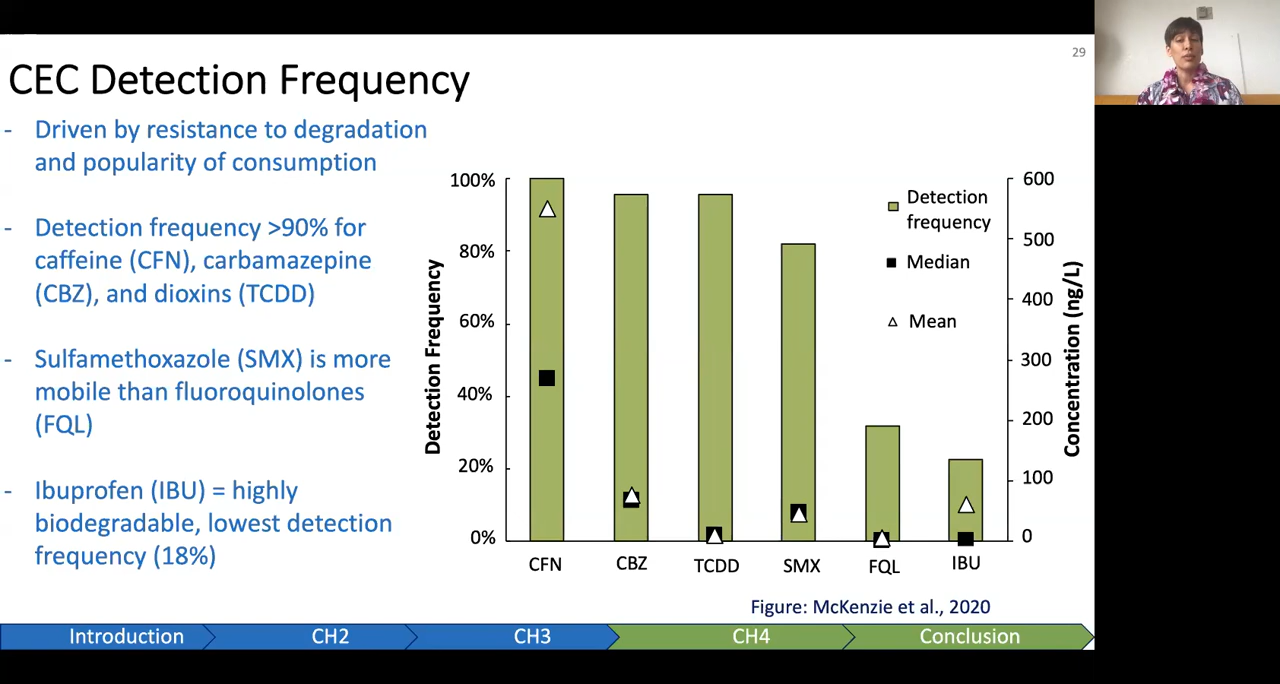 29
CEC Detection Frequency
- Driven by resistance to degradation
and popularity of consumption
- Detection frequency >90% for
caffeine (CFN), carbamazepine
(CBZ), and dioxins (TCDD)
- Sulfamethoxazole (SMX) is more
mobile than fluoroquinolones
(FQL)
- Ibuprofen (IBU) = highly
biodegradable, lowest detection
frequency (18%)
Detection Frequency
100%
80%
60%
40%
20%
0%
Detection
frequency
Median
Mean
600
500
400
300
200
100
0
Concentration (ng/L)
CFN CBZ TCDD SMX FQL IBU
Figure: McKenzie et al., 2020
Introduction CH2 CH3 CH4 Conclusion